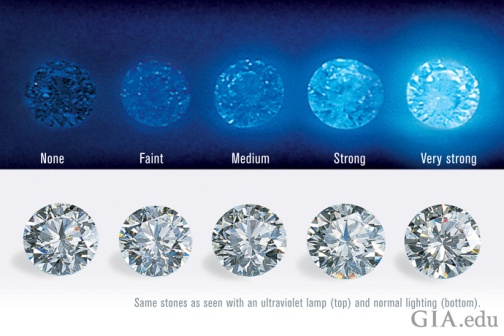 None Faint Medium Strong Very strong
Same stones as seen with an ultraviolet lamp (top) and normal lighting (bottom).
GIA.edu